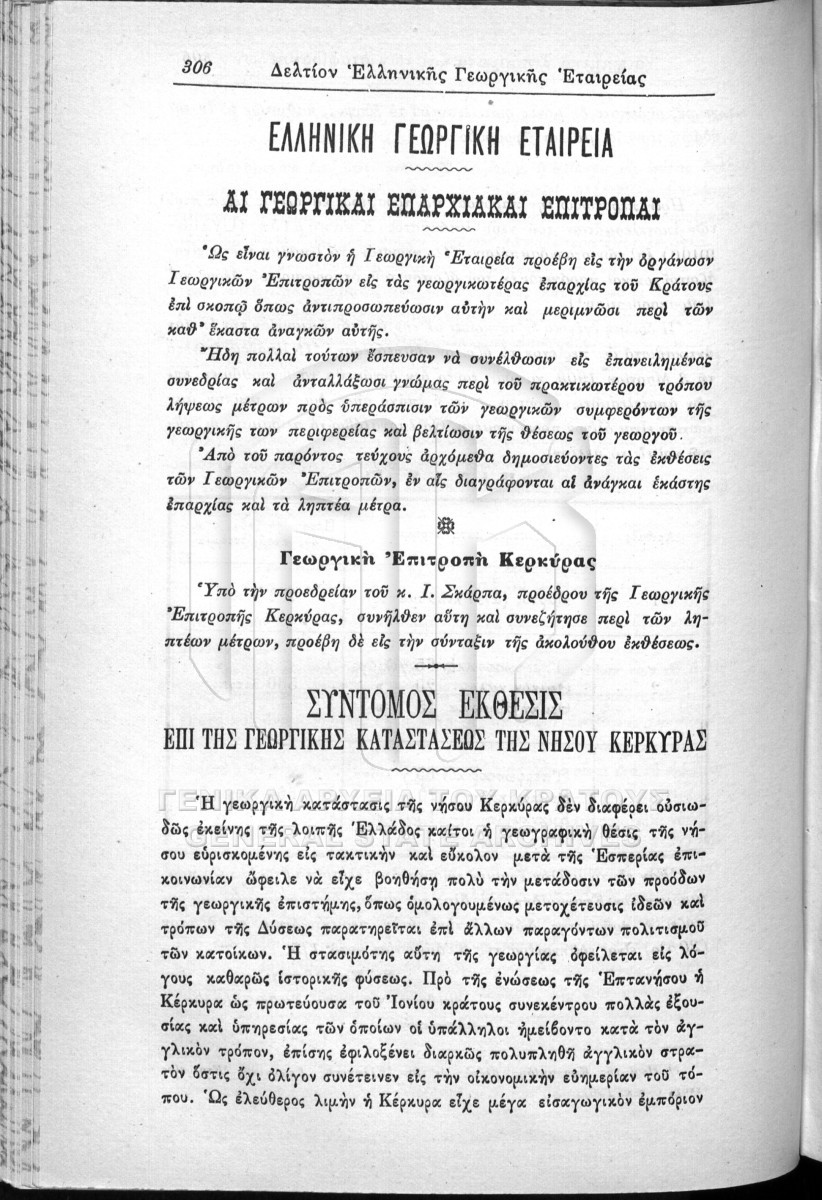 306 Δελτίον Ἑλληνικῆς Γεωργικῆς Ἑταιρείας
ΕΛΛΗΝΙΚΗ ΓΕΩΡΓΙΚΗ ΕΤΑΙΡΕΙΑ
ΑΙ ΓΕΩΡΓΙΚΑΙ ΕΠΑΡΧΙΑΚΑΙ ΕΠΙΤΡΟΠΑΙ
Ὡς εἶναι γνωστὸν ἡ Γεωργικὴ Ἑταιρεία προέβη εἰς τὴν ὀργάνωσν
Γεωργικῶν Ἐπιτροπῶν εἰς τὰς γεωργικωτέρας ἐπαρχίας τοῦ Κράτους
ἐπὶ σκοπῷ ὅπως ἀντιπροσωπεύωσιν αὐτὴν καὶ μεριμνῶσι περὶ τῶν
καθ' ἕκαστα ἀναγκῶν αὐτῆς.
Ἤδη πολλαὶ τούτων ἔσπευσαν νὰ συνέλθωσιν εἰς ἐπανειλημένας
συνεδρίας καὶ ἀνταλλάξωσι γνώμας περὶ τοῦ πρακτικωτέρου τρόπου
λήψεως μέτρων πρὸς ὑπεράσπισιν τῶν γεωργικῶν συμφερόντων τῆς
γεωργικῆς των περιφερείας καὶ βελτίωσιν τῆς θέσεως τοῦ γεωργοῦ.
Ἀπὸ τοῦ παρόντος τεύχους ἀρχόμεθα δημοσιεύοντες τὰς ἐκθέσεις
τῶν Γεωργικῶν Ἐπιτροπῶν, ἐν αἷς διαγράφονται αἱ ἀνάγκαι ἑκάστης
ἐπαρχίας καὶ τὰ ληπτέα μέτρα.
Γεωργικὴ Ἐπιτροπὴ Κερκύρας
Ὑπὸ τὴν προεδρείαν τοῦ κ. Ι. Σκάρπα, προέδρου τῆς Γεωργικῆς
Ἐπιτροπῆς Κερκύρας, συνῆλθεν αὕτη καὶ συνεζήτησε περὶ τῶν λη-
πτέων μέτρων, προέβη δὲ εἰς τὴν σύνταξιν τῆς ἀκολούθου ἐκθέσεως.
ΣΥΝΤΟΜΟΣ ΕΚΘΕΣΙΣ
ΕΠΙ ΤΗΣ ΓΕΩΡΓΙΚΗΣ ΚΑΤΑΣΤΑΣΕΩΣ ΤΗΣ ΝΗΣΟΥ ΚΕΡΚΥΡΑΣ
ΓΕΝΙΚΑ ΑΡΧΕΙΑ ΤΟΥ ΚΡΑΤΟΥΣ
Ἡ γεωργικὴ κατάστασις τῆς νήσου Κερκύρας δὲν διαφέρει οὐσιω-
δῶς ἐκείνης τῆς λοιπῆς Ἑλλάδος καίτοι ἡ γεωγραφικὴ θέσις τῆς νή-
GENERAL STATE ARCHIVES
σου εὑρισκομένης εἰς τακτικὴν καὶ εὔκολον μετὰ τῆς Ἑσπερίας ἐπι-
κοινωνίαν ὤφειλε νὰ εἶχε βοηθήσῃ πολὺ τὴν μετάδοσιν τῶν προόδων
τῆς γεωργικῆς ἐπιστήμης, ὅπως ὁμολογουμένως μετοχέτευσις ἰδεῶν καὶ
τρόπων τῆς Δύσεως παρατηρεῖται ἐπὶ ἄλλων παραγόντων πολιτισμοῦ
τῶν κατοίκων. Ἡ στασιμότης αὕτη τῆς γεωργίας ὀφείλεται εἰς λό-
γους καθαρῶς ἱστορικῆς φύσεως. Πρὸ τῆς ἑνώσεως τῆς Ἑπτανήσου ἡ
Κέρκυρα ὡς πρωτεύουσα τοῦ Ἰονίου κράτους συνεκέντρου πολλὰς ἐξου-
σίας καὶ ὑπηρεσίας τῶν ὁποίων οἱ ὑπάλληλοι ἡμείβοντο κατὰ τὸν ἀγ-
γλικὸν τρόπον, ἐπίσης ἐφιλοξένει διαρκῶς πολυπληθῆ ἀγγλικὸν στρα-
τὸν ὅστις ὄχι ὀλίγον συνέτεινεν εἰς τὴν οἰκονομικὴν εὐημερίαν τοῦ τό-
που. Ὡς ἐλεύθερος λιμὴν ἡ Κέρκυρα εἶχε μέγα εἰσαγωγικὸν ἐμπόριον